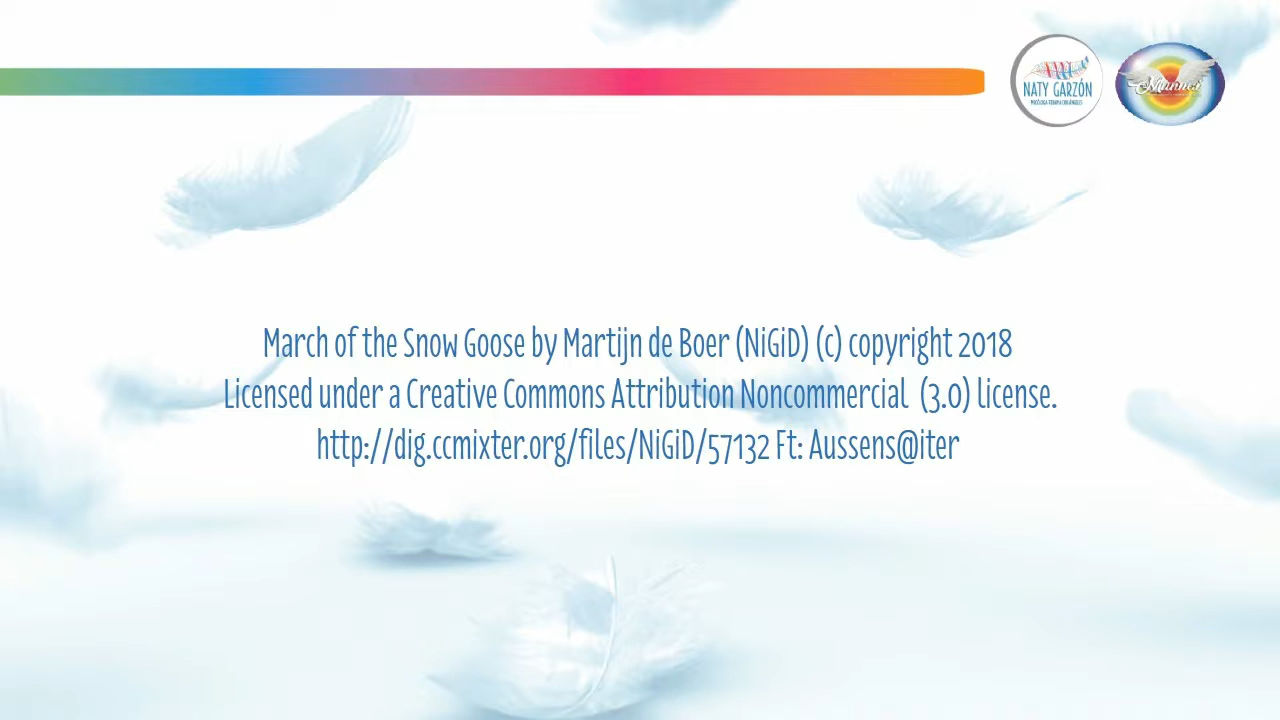 NATY GARZÓN
March of the Snow Goose by Martijn de Boer (NiGiD) (c) copyright 2018
Licensed under a Creative Commons Attribution Noncommercial (3.0) license.
http://dig.ccmixter.org/files/NiGiD/57132 Ft: Aussens@iter